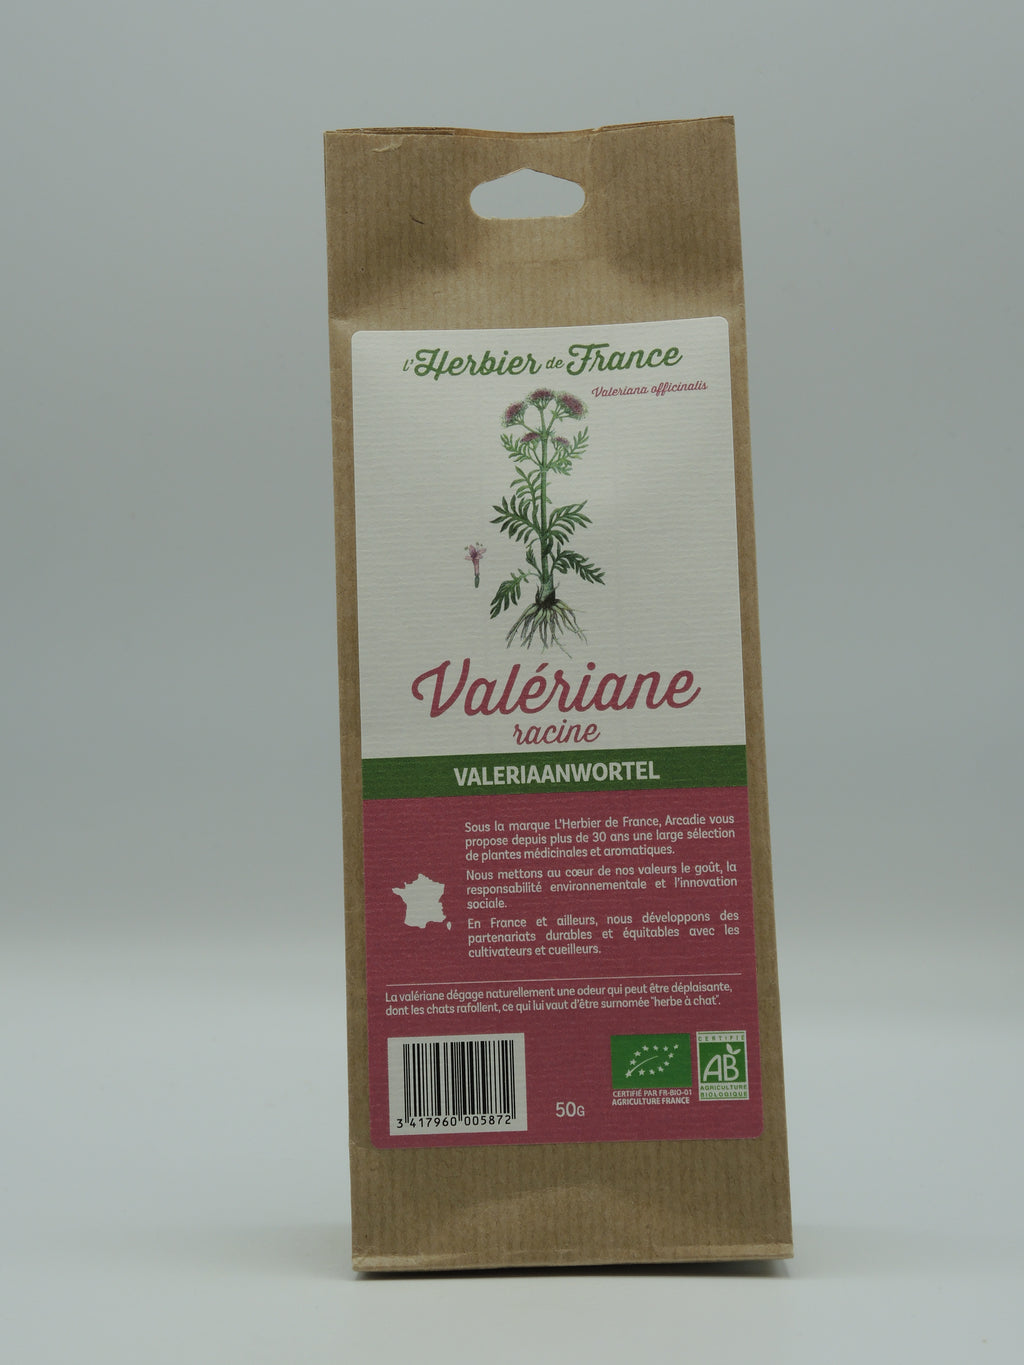 l'Herbier de France
Valeriana officinalis
Valériane
racine
VALERIAANWORTEL
Sous la marque L'Herbier de France, Arcadie vous
propose depuis plus de 30 ans une large sélection
de plantes médicinales et aromatiques.
Nous mettons au cœur de nos valeurs le goût, la
responsabilité environnementale et l'innovation
sociale.
En France et ailleurs, nous développons des
partenariats durables et équitables avec les
cultivateurs et cueilleurs.
La valériane dégage naturellement une odeur qui peut être déplaisante,
dont les chats rafollent, ce qui lui vaut d'être surnomée "herbe à chat".
3 417960 005872
50G
CERTIFIÉ PAR FR-BIO-01
AGRICULTURE FRANCE
CERTIFIÉ
AB
AGRICULTURE
BIOLOGIQUE